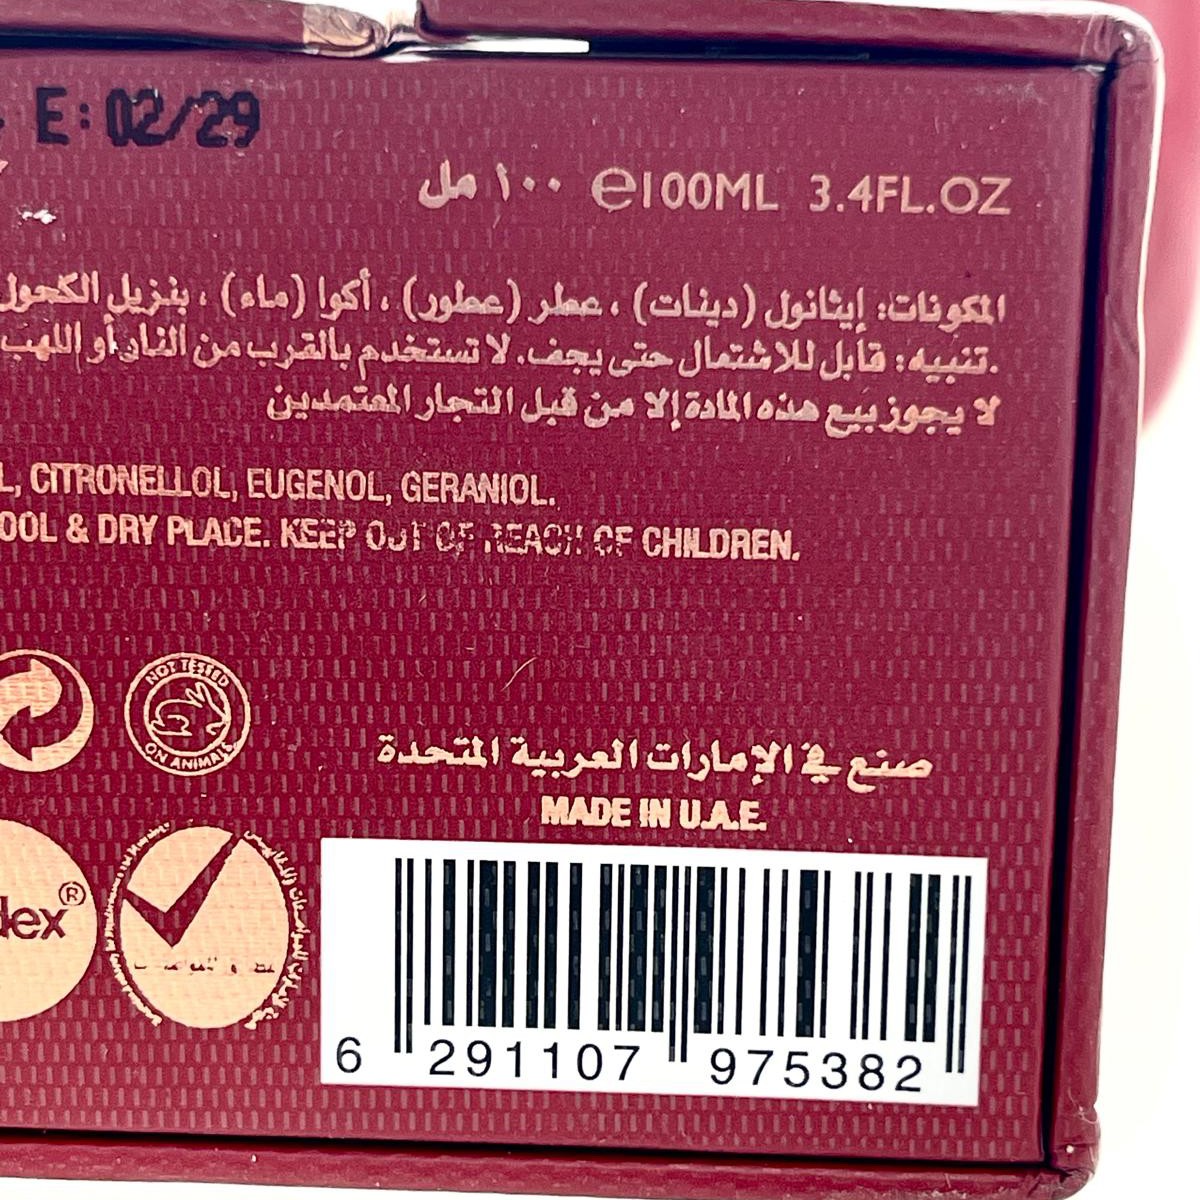 E: 02/29
١٠٠ مل e100ML 3.4FL.OZ
المكونات: إيثانول (دينات) ، عطر (عطور) ، أكوا (ماء) ، بنزيل الكحول
تنبيه: قابل للاشتعال حتى يجف. لا تستخدم بالقرب من النار أو اللهب.
لا يجوز بيع هذه المادة إلا من قبل التجار المعتمدين
L, CITRONELLOL, EUGENOL, GERANIOL.
OOL & DRY PLACE. KEEP OUT OF REACH OF CHILDREN.
NOT TESTED
ON ANIMALS
صنع في الإمارات العربية المتحدة
MADE IN U.A.E.
dex®
6 291107 975382